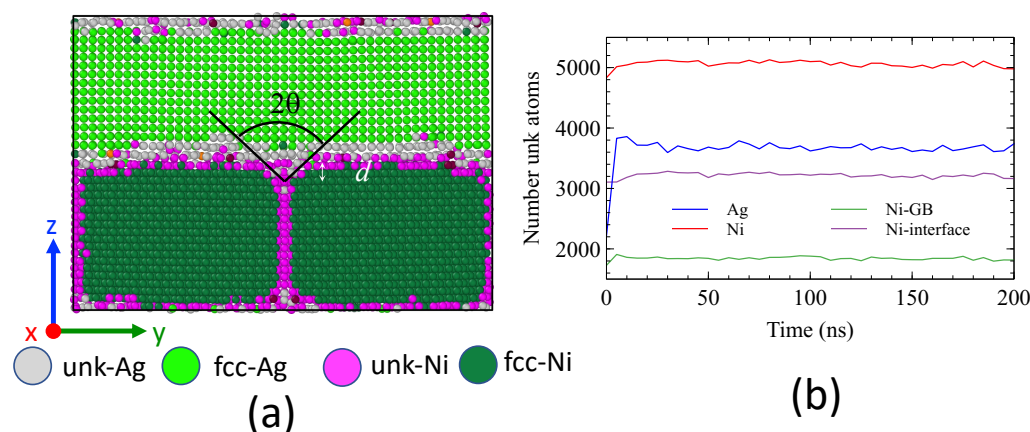 2θ
d
z
x
y
unk-Ag
fcc-Ag
unk-Ni
fcc-Ni
(a)
Number unk atoms
5000
4000
3000
2000
Ag
Ni
Ni-GB
Ni-interface
0
50
100
150
200
Time (ns)
(b)